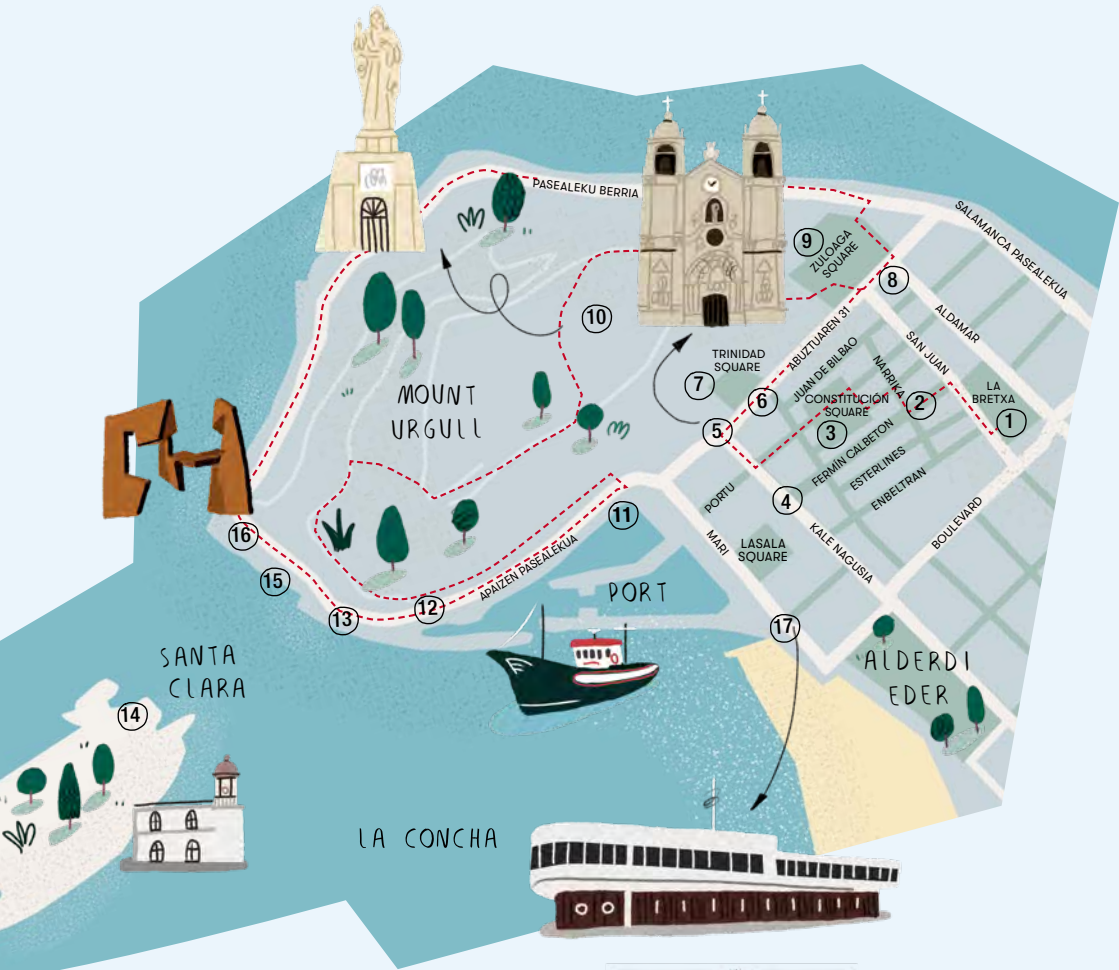 PASEALEKU BERRIA
SALAMANCA PASEALEKUA
9
ZULOAGA
SQUARE
8
ALDAMAR
10
ABUZTUAREN 31
SAN JUAN
JUAN DE BILBAO
NARRIKA
TRINIDAD
SQUARE
7
6
CONSTITUCIÓN
SQUARE
2
LA
BRETXA
1
MOUNT
URGULL
5
3
FERMÍN CALBETON
ESTERLINES
ENBELTRAN
PORTU
4
11
MARI
LASALA
SQUARE
KALE NAGUSIA
BOULEVARD
16
15
APAIZEN PASEALEKUA
12
13
PORT
17
SANTA
CLARA
ALDERDI
EDER
14
LA CONCHA